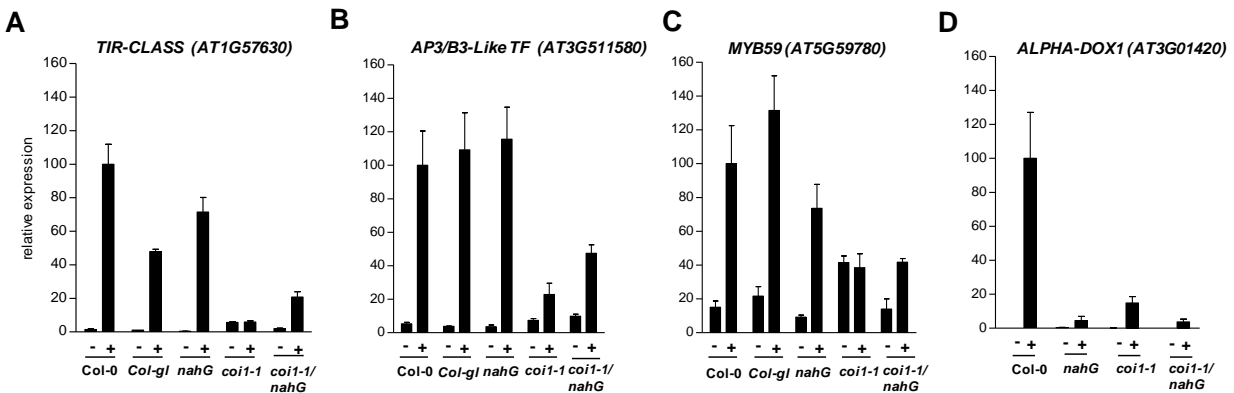 A
TIR-CLASS (AT1G57630)
relative expression
160
140
120
100
80
60
40
20
0
- + - + - + - + - +
Col-0 Col-gl nahG coi1-1 coi1-1/
nahG
B
AP3/B3-Like TF (AT3G511580)
160
140
120
100
80
60
40
20
0
- + - + - + - + - +
Col-0 Col-gl nahG coi1-1 coi1-1/
nahG
C
MYB59 (AT5G59780)
160
140
120
100
80
60
40
20
0
- + - + - + - + - +
Col-0 Col-gl nahG coi1-1 coi1-1/
nahG
D
ALPHA-DOX1 (AT3G01420)
160
140
120
100
80
60
40
20
0
- + - + - + - +
Col-0 nahG coi1-1 coi1-1/
nahG